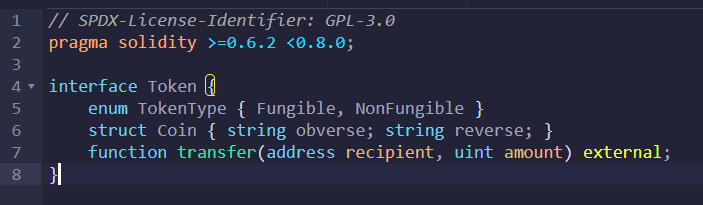 1 // SPDX-License-Identifier: GPL-3.0
2 pragma solidity >=0.6.2 <0.8.0;
3
4 interface Token {
5 enum TokenType { Fungible, NonFungible }
6 struct Coin { string obverse; string reverse; }
7 function transfer(address recipient, uint amount) external;
8 }